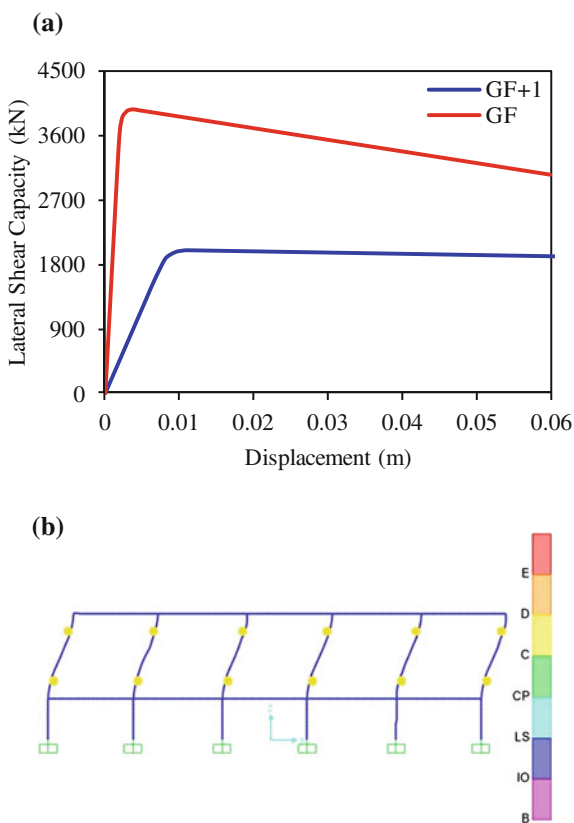 (a)
Lateral Shear Capacity (kN)
4500
3600
2700
1800
900
0
GF+1
GF
0 0.01 0.02 0.03 0.04 0.05 0.06
Displacement (m)
(b)
E
D
C
CP
LS
IO
B